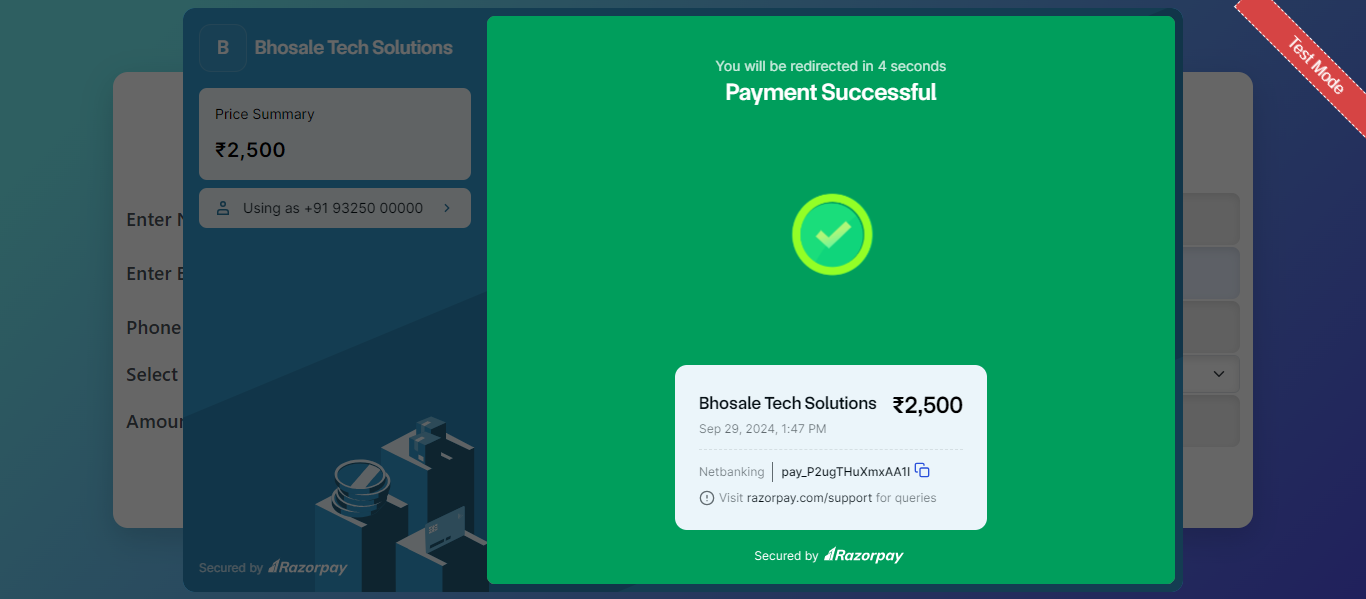 B Bhosale Tech Solutions
Price Summary
₹2,500
Using as +91 93250 00000
Secured by Razorpay
Enter
Enter
Phone
Select
You will be redirected in 4 seconds
Payment Successful
Bhosale Tech Solutions ₹2,500
Sep 29, 2024, 1:47 PM
Netbanking pay_P2ugTHuXmxAA1I
Visit razorpay.com/support for queries
Secured by Razorpay
Test Mode